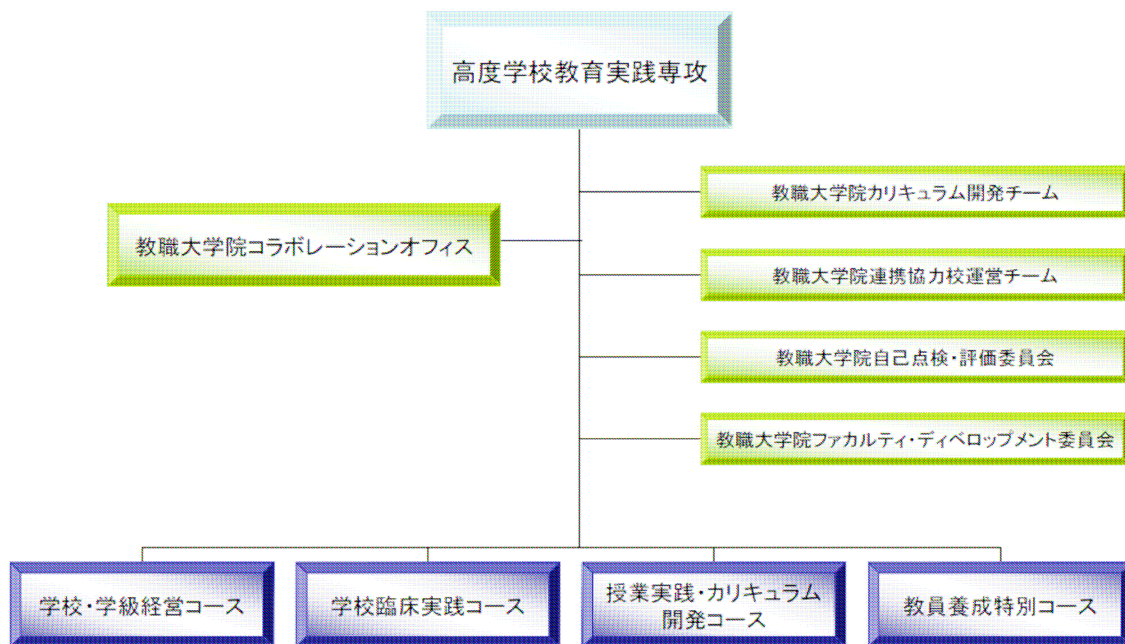 高度学校教育実践専攻
教職大学院カリキュラム開発チーム
教職大学院コラボレーションオフィス
教職大学院連携協力校運営チーム
教職大学院自己点検・評価委員会
教職大学院ファカルティ・ディベロップメント委員会
学校・学級経営コース
学校臨床実践コース
授業実践・カリキュラム
開発コース
教員養成特別コース